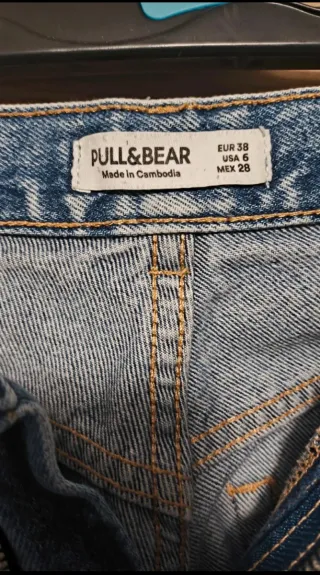 PULL&BEAR
Made in Cambodia
EUR 38
USA 6
MEX 28